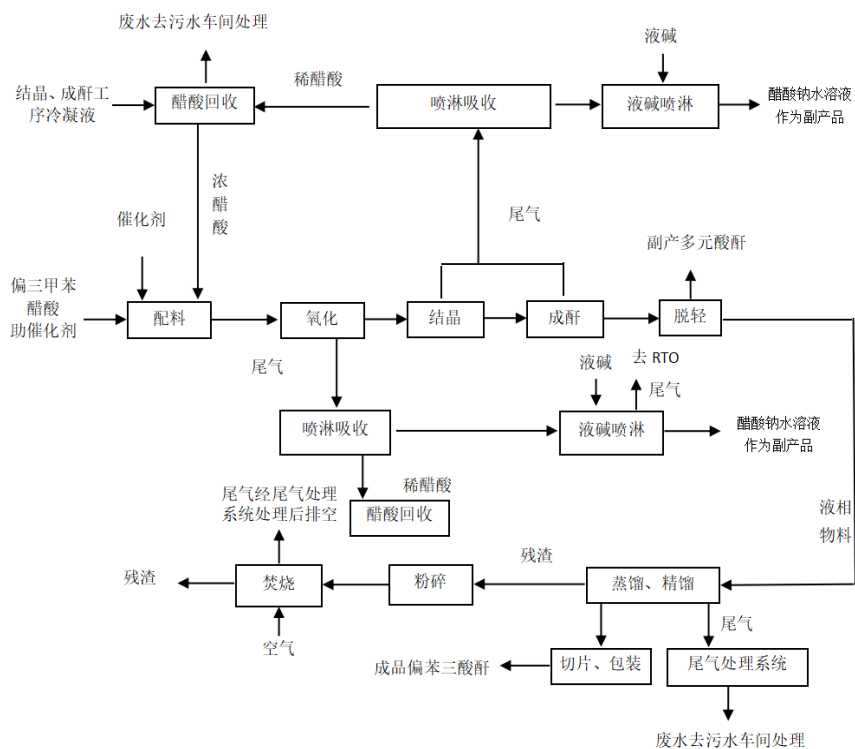 废水去污水车间处理
液碱
结晶、成酐工
序冷凝液
醋酸回收
稀醋酸
喷淋吸收
液碱喷淋
醋酸钠水溶液
作为副产品
浓
醋
酸
催化剂
尾气
副产多元酸酐
偏三甲苯
醋酸
助催化剂
配料
氧化
结晶
成酐
脱轻
尾气
液碱
去 RTO
尾气
喷淋吸收
液碱喷淋
醋酸钠水溶液
作为副产品
稀醋酸
醋酸回收
尾气经尾气处理
系统处理后排空
液相
物料
残渣
焚烧
粉碎
残渣
蒸馏、精馏
空气
尾气
成品偏苯三酸酐
切片、包装
尾气处理系统
废水去污水车间处理